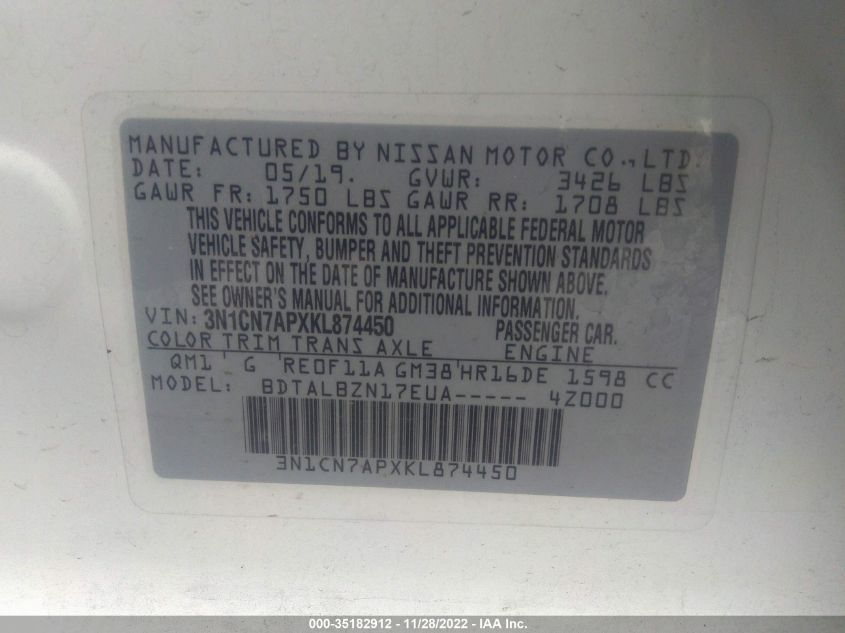 MANUFACTURED BY NISSAN MOTOR CO., LTD.
DATE: 05/19. GVWR: 3426 LBS
GAWR FR: 1750 LBS GAWR RR: 1708 LBS
THIS VEHICLE CONFORMS TO ALL APPLICABLE FEDERAL MOTOR
VEHICLE SAFETY, BUMPER AND THEFT PREVENTION STANDARDS
IN EFFECT ON THE DATE OF MANUFACTURE SHOWN ABOVE.
SEE OWNER'S MANUAL FOR ADDITIONAL INFORMATION.
VIN: 3N1CN7APXKL874450 PASSENGER CAR.
COLOR TRIM TRANS AXLE ENGINE
QM1 G RE0F11A GM38 HR16DE 1598 CC
MODEL: BDTALBZN17EUA----- 4Z000
3N1CN7APXKL874450
000-35182912 - 11/28/2022 - IAA Inc.